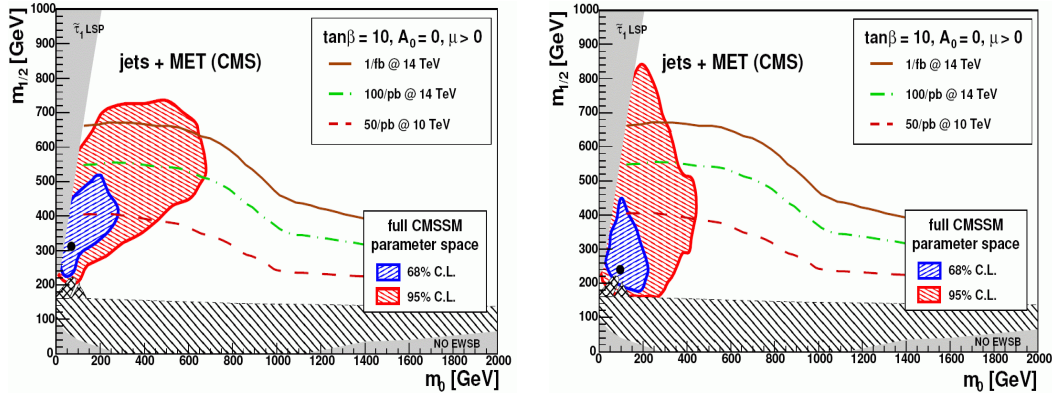 m1/2 [GeV]
1000
900
800
700
600
500
400
300
200
100
0
τ̃1 LSP
jets + MET (CMS)
tanβ = 10, A0 = 0, μ > 0
1/fb @ 14 TeV
100/pb @ 14 TeV
50/pb @ 10 TeV
full CMSSM
parameter space
68% C.L.
95% C.L.
NO EWSB
0 200 400 600 800 1000 1200 1400 1600 1800 2000
m0 [GeV]
m1/2 [GeV]
1000
900
800
700
600
500
400
300
200
100
0
τ̃1 LSP
jets + MET (CMS)
tanβ = 10, A0 = 0, μ > 0
1/fb @ 14 TeV
100/pb @ 14 TeV
50/pb @ 10 TeV
full CMSSM
parameter space
68% C.L.
95% C.L.
NO EWSB
0 200 400 600 800 1000 1200 1400 1600 1800 2000
m0 [GeV]